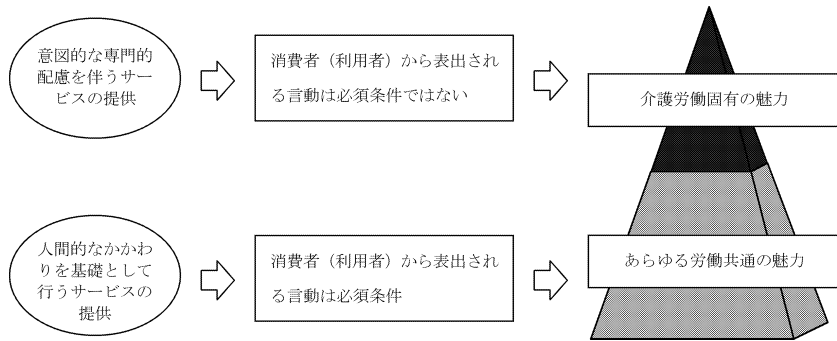 意図的な専門的
配慮を伴うサー
ビスの提供
消費者（利用者）から表出され
る言動は必須条件ではない
介護労働固有の魅力
人間的なかかわ
りを基礎として
行うサービスの
提供
消費者（利用者）から表出され
る言動は必須条件
あらゆる労働共通の魅力